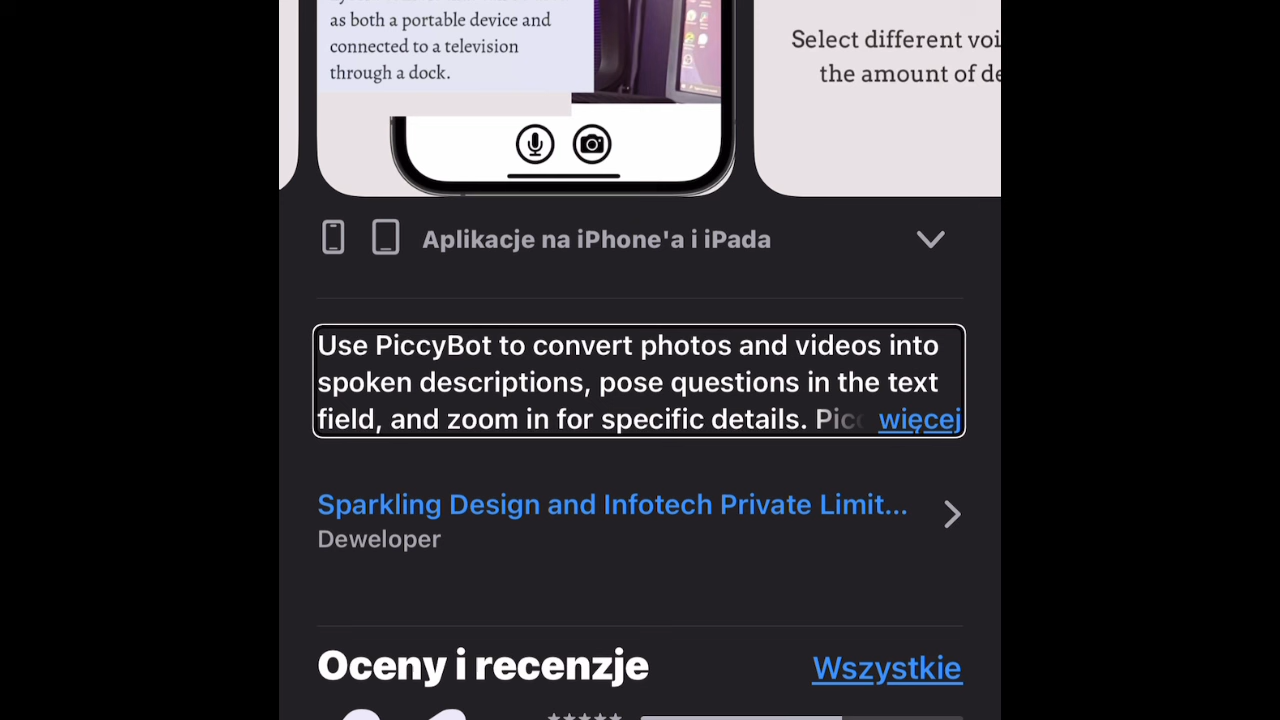 as both a portable device and
connected to a television
through a dock.
Select different
the amount of
Aplikacje na iPhone'a i iPada
Use PiccyBot to convert photos and videos into
spoken descriptions, pose questions in the text
field, and zoom in for specific details.
więcej
Sparkling Design and Infotech Private Limit...
Deweloper
Oceny i recenzje
Wszystkie